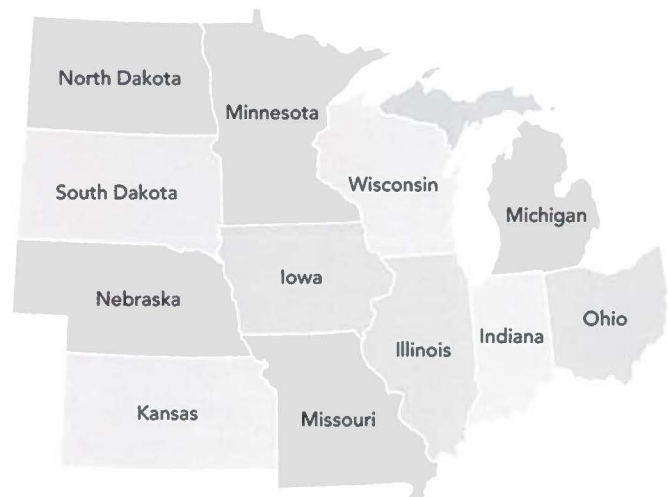 North Dakota
Minnesota
South Dakota
Wisconsin
Michigan
Iowa
Nebraska
Ohio
Indiana
Illinois
Kansas
Missouri